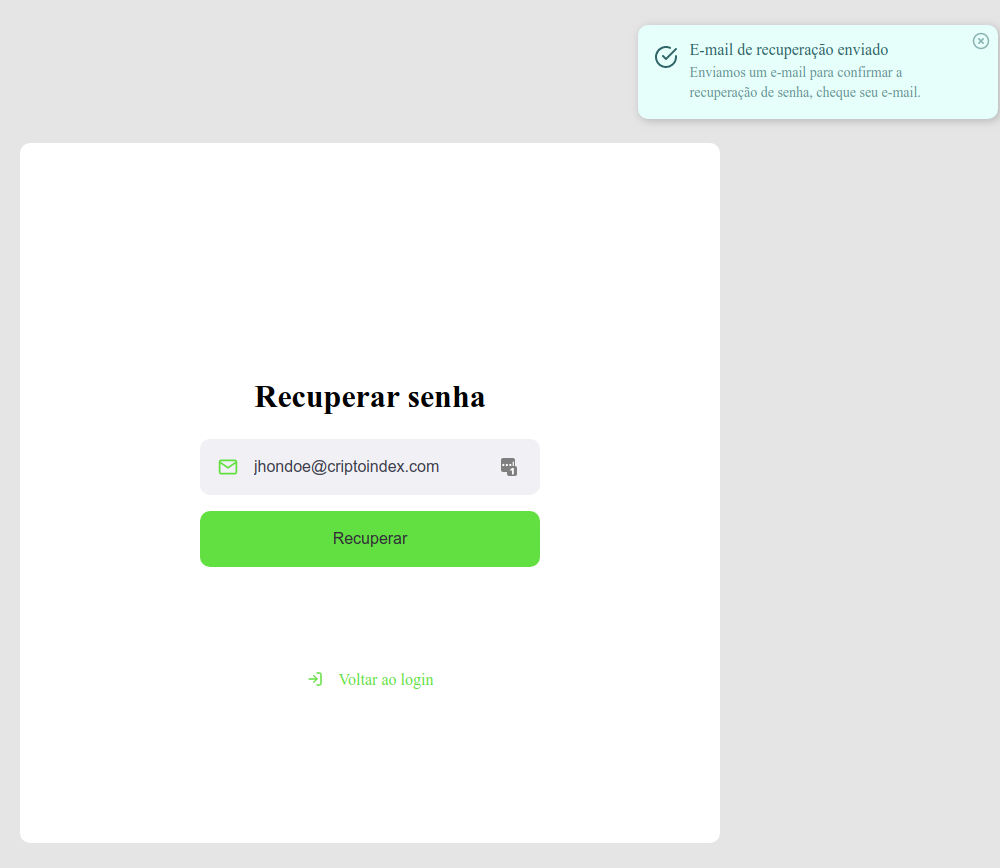 E-mail de recuperação enviado
Enviamos um e-mail para confirmar a
recuperação de senha, cheque seu e-mail.
Recuperar senha
jhondoe@criptoindex.com
1
Recuperar
Voltar ao login